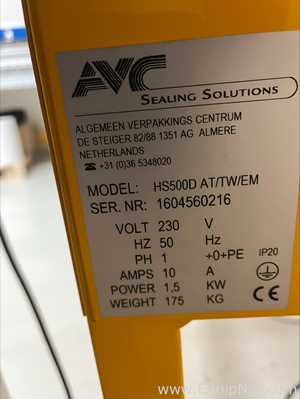 AVC
SEALING SOLUTIONS
ALGEMEEN VERPAKKINGS CENTRUM
DE STEIGER 82/88 1351 AG ALMERE
NETHERLANDS
☏ +31(0)36 5348020
MODEL: HS500D AT/TW/EM
SER. NR: 1604560216
VOLT 230 V
HZ 50 Hz
PH 1 +0+PE IP20
AMPS 10 A
POWER 1,5 KW
WEIGHT 175 KG CE